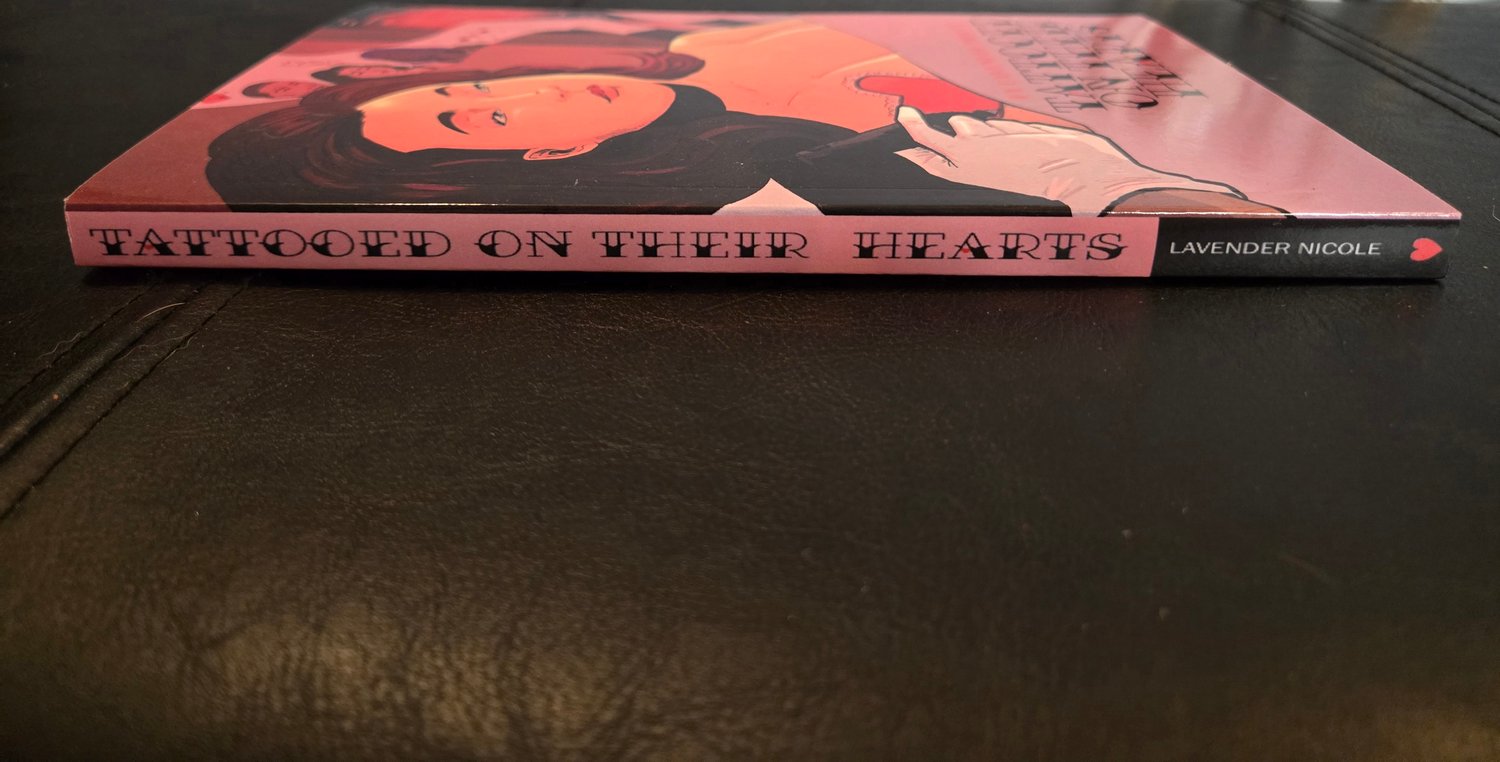 TATTOOED ON THEIR HEARTS
LAVENDER NICOLE